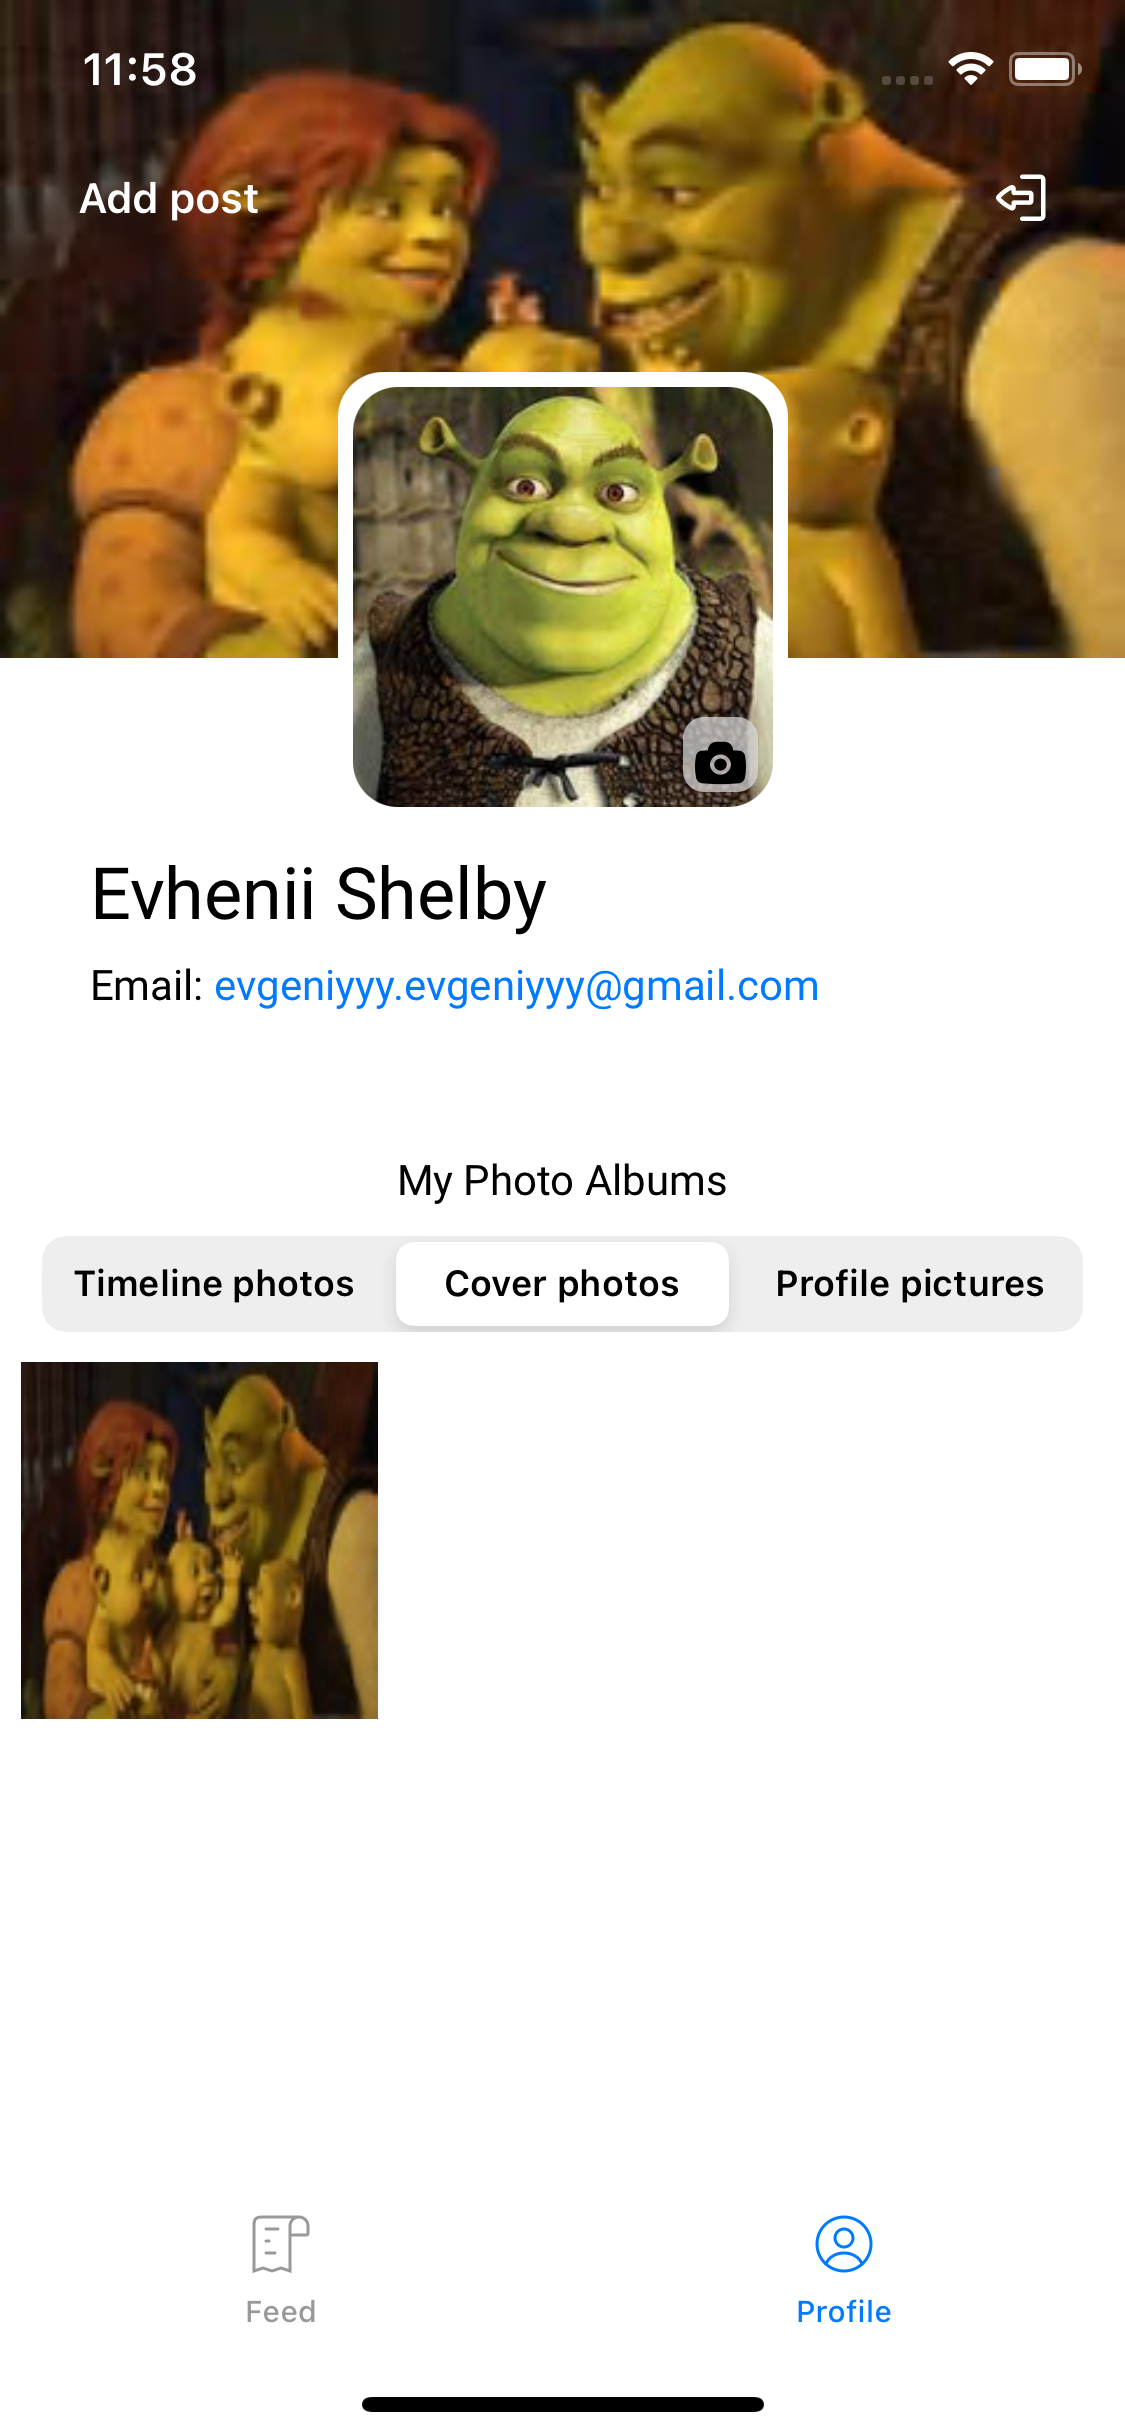 11:58
Add post
Evhenii Shelby
Email: evgeniyyy.evgeniyyy@gmail.com
My Photo Albums
Timeline photos Cover photos Profile pictures
Feed Profile